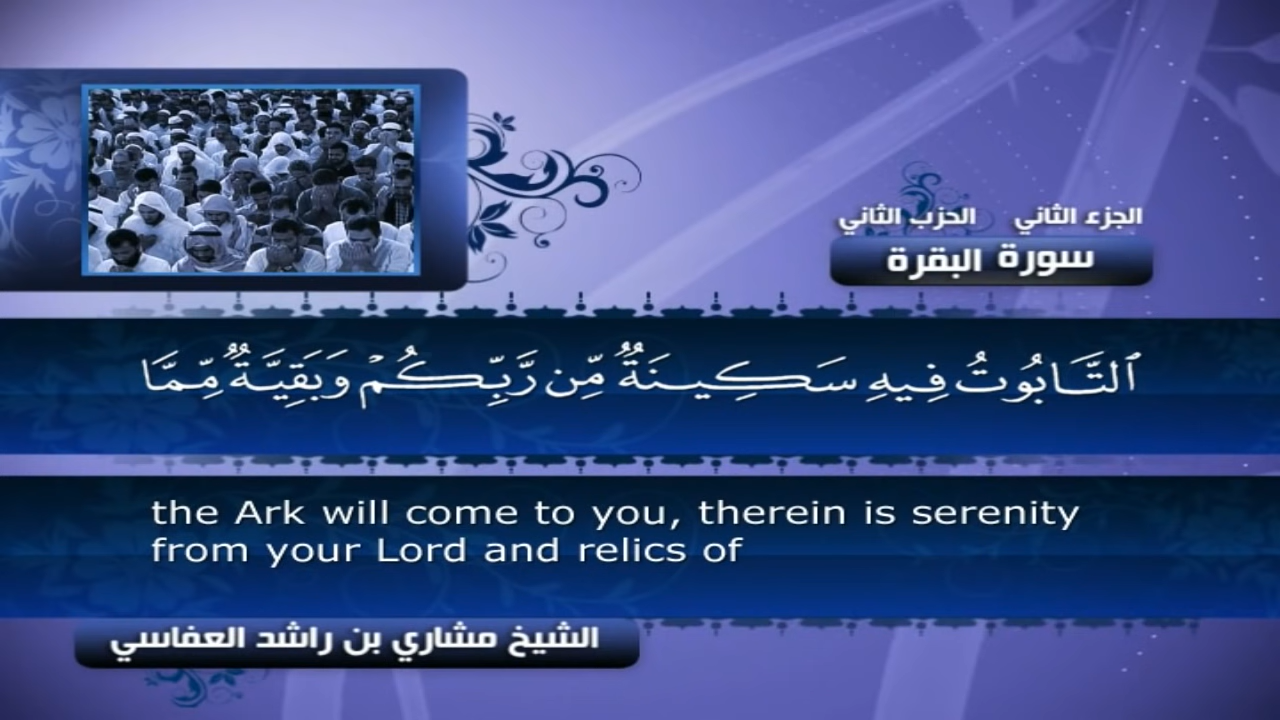 الجزء الثاني الحزب الثاني
سورة البقرة
ٱلتَّابُوتُ فِيهِ سَكِينَةٌ مِّن رَّبِّكُمْ وَبَقِيَّةٌ مِّمَّا
the Ark will come to you, therein is serenity
from your Lord and relics of
الشيخ مشاري بن راشد العفاسي